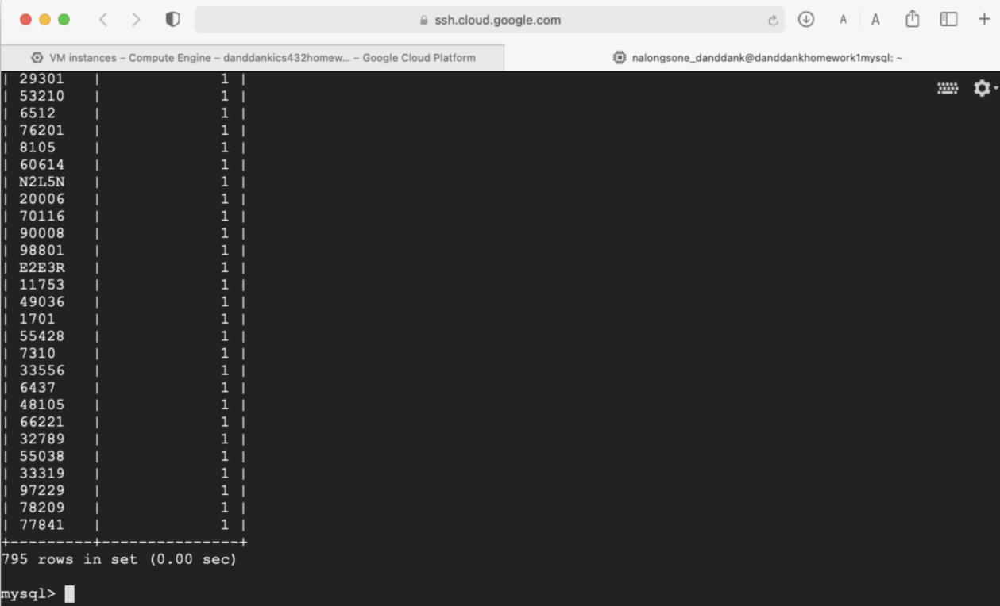 ssh.cloud.google.com
A A
VM instances – Compute Engine – danddankics432homew... – Google Cloud Platform
nalongsone_danddank@danddankhomework1mysql: ~
| 29301 | 1 |
| 53210 | 1 |
| 6512 | 1 |
| 76201 | 1 |
| 8105 | 1 |
| 60614 | 1 |
| N2L5N | 1 |
| 20006 | 1 |
| 70116 | 1 |
| 90008 | 1 |
| 98801 | 1 |
| E2E3R | 1 |
| 11753 | 1 |
| 49036 | 1 |
| 1701 | 1 |
| 55428 | 1 |
| 7310 | 1 |
| 33556 | 1 |
| 6437 | 1 |
| 48105 | 1 |
| 66221 | 1 |
| 32789 | 1 |
| 55038 | 1 |
| 33319 | 1 |
| 97229 | 1 |
| 78209 | 1 |
| 77841 | 1 |
+---------+---------------+
795 rows in set (0.00 sec)
mysql>